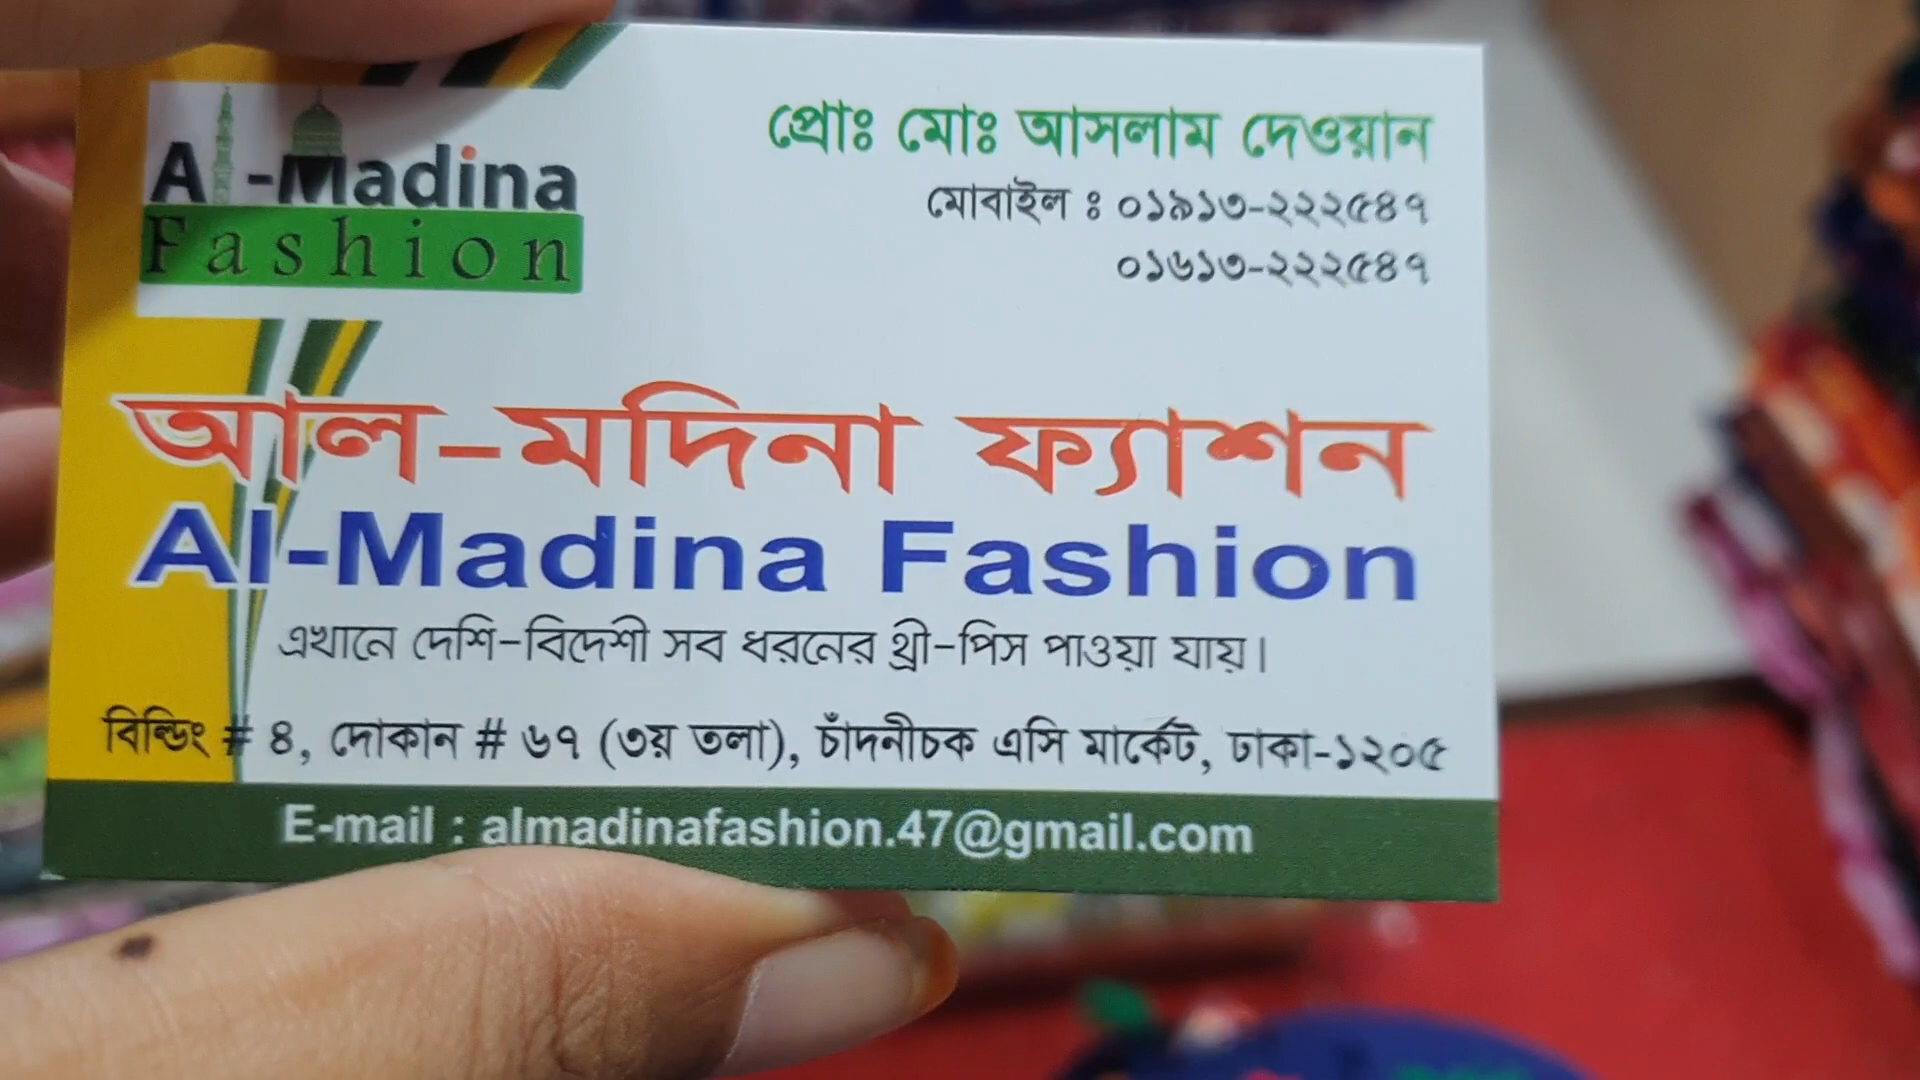 Al-Madina
Fashion
প্রোঃ মোঃ আসলাম দেওয়ান
মোবাইল ঃ ০১৯১৩-২২২৫৪৭
০১৬১৩-২২২৫৪৭
আল-মদিনা ফ্যাশন
Al-Madina Fashion
এখানে দেশি-বিদেশী সব ধরনের থ্রী-পিস পাওয়া যায়।
বিল্ডিং # ৪, দোকান # ৬৭ (৩য় তলা), চাঁদনীচক এসি মার্কেট, ঢাকা-১২০৫
E-mail : almadinafashion.47@gmail.com